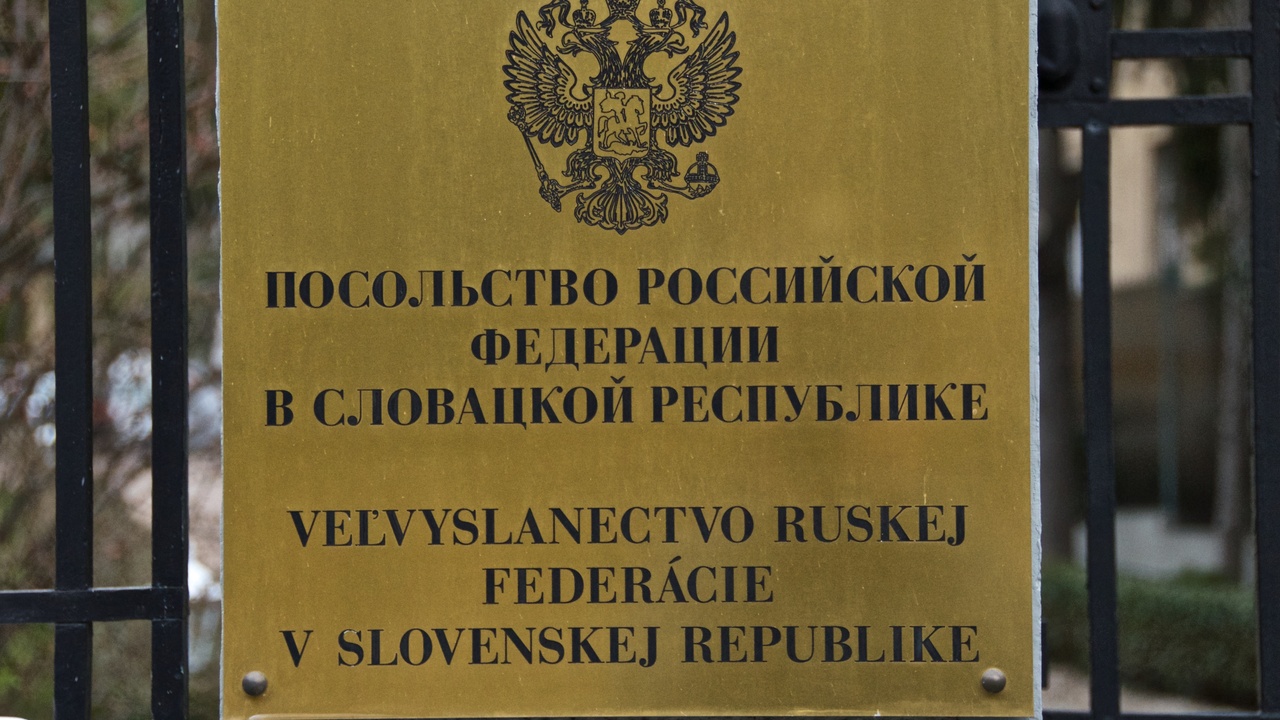 ПОСОЛЬСТВО РОССИЙСКОЙ
ФЕДЕРАЦИИ
В СЛОВАЦКОЙ РЕСПУБЛИКЕ
VEĽVYSLANECTVO RUSKEJ
FEDERÁCIE
V SLOVENSKEJ REPUBLIKE